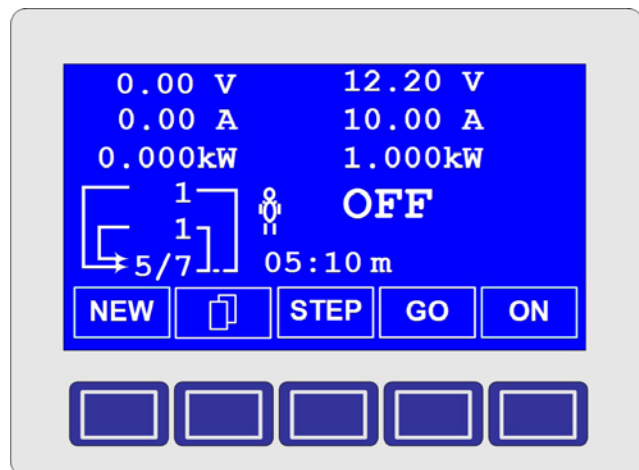 0.00 V 12.20 V
0.00 A 10.00 A
0.000kW 1.000kW
1 OFF
1
5/7 05:10 m
NEW STEP GO ON